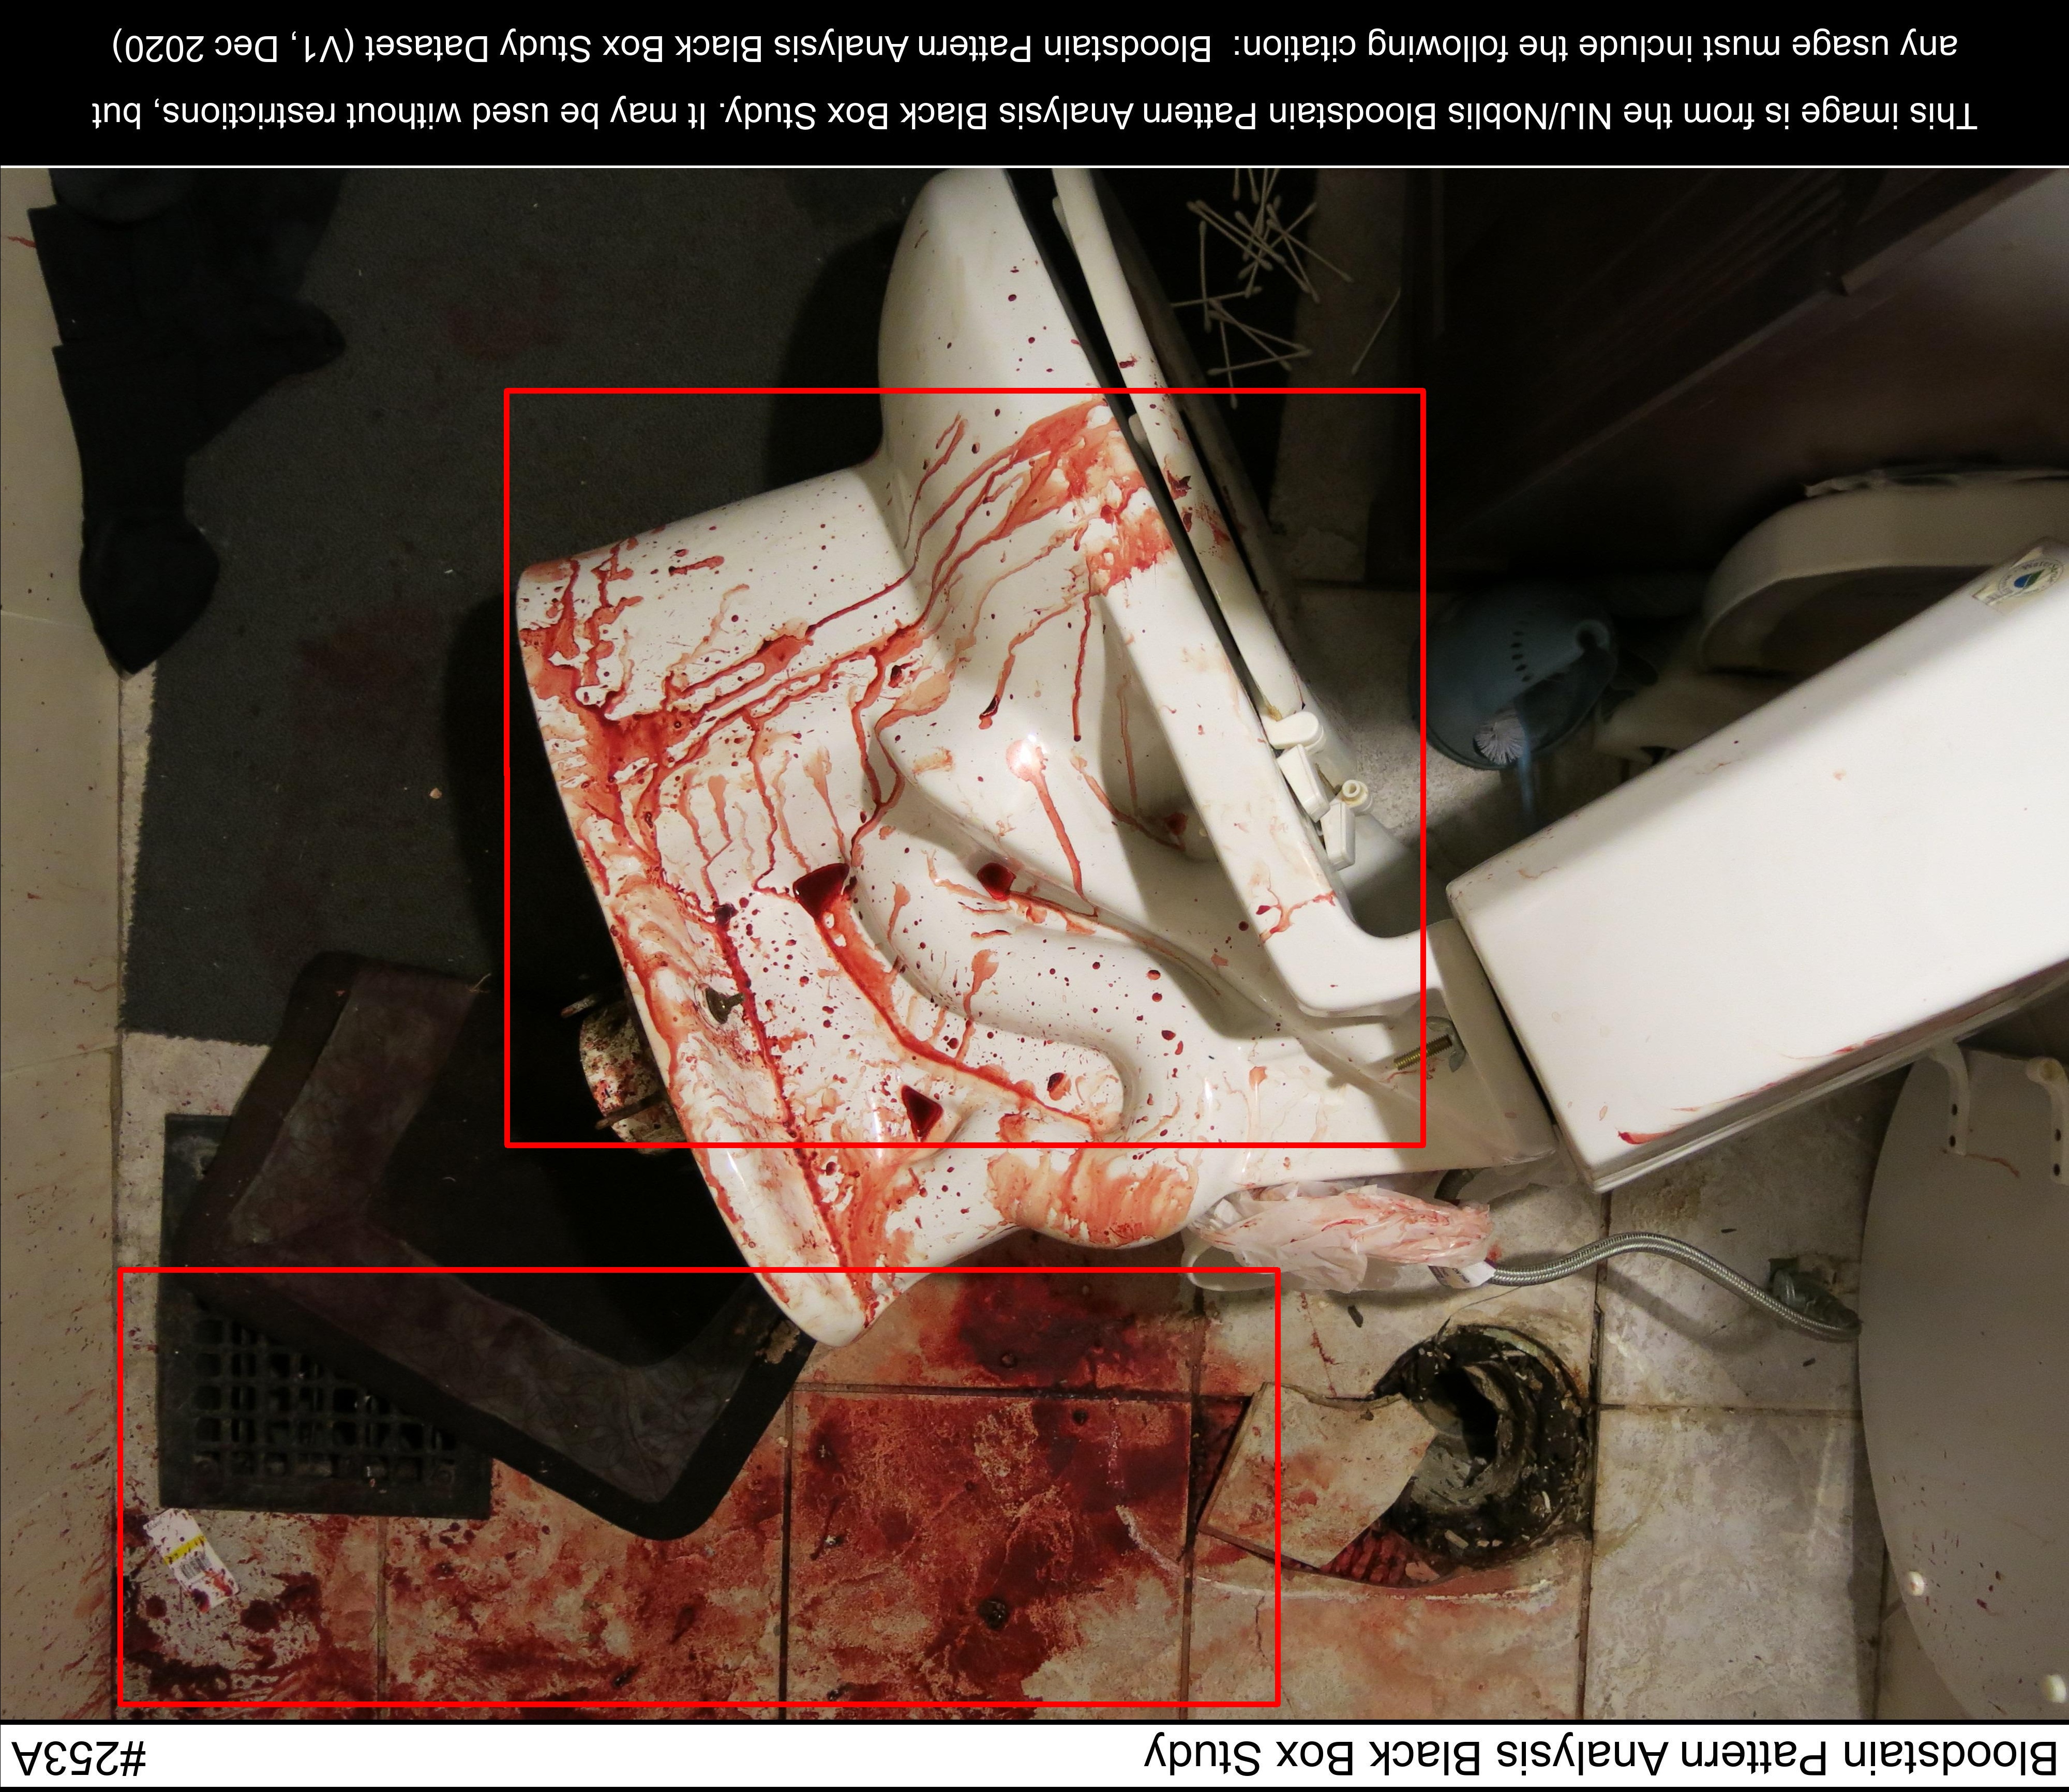 Bloodstain Pattern Analysis Black Box Study
#253A
This image is from the NIJ/Noblis Bloodstain Pattern Analysis Black Box Study. It may be used without restrictions, but
any usage must include the following citation:  Bloodstain Pattern Analysis Black Box Study Dataset (V1, Dec 2020)